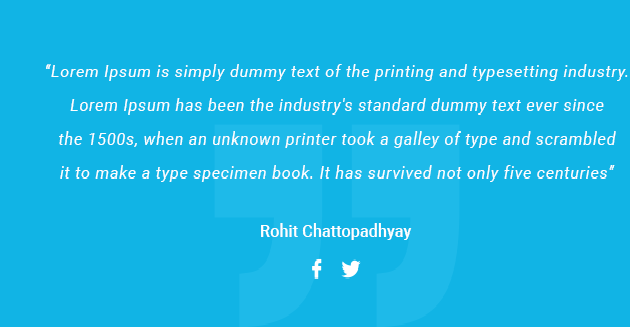 “Lorem Ipsum is simply dummy text of the printing and typesetting industry.
Lorem Ipsum has been the industry's standard dummy text ever since
the 1500s, when an unknown printer took a galley of type and scrambled
it to make a type specimen book. It has survived not only five centuries”
Rohit Chattopadhyay